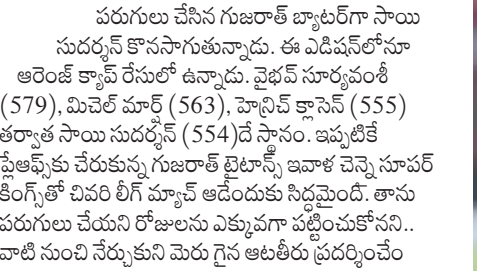 పరుగులు చేసిన గుజరాత్ బ్యాటర్‌గా సాయి
సుదర్శన్ కొనసాగుతున్నాడు. ఈ ఎడిషన్‌లోనూ
ఆరెంజ్ క్యాప్ రేసులో ఉన్నాడు. వైభవ్ సూర్యవంశీ
(579), మిచెల్ మార్ష్ (563), హెన్రిచ్ క్లాసెన్ (555)
తర్వాత సాయి సుదర్శన్ (554)దే స్థానం. ఇప్పటికే
ప్లేఆఫ్స్‌కు చేరుకున్న గుజరాత్ టైటాన్స్ ఇవాళ చెన్నై సూపర్
కింగ్స్‌తో చివరి లీగ్ మ్యాచ్ ఆడేందుకు సిద్ధమైంది. తాను
పరుగులు చేయని రోజులను ఎక్కువగా పట్టించుకోనని..
వాటి నుంచి నేర్చుకుని మెరు గైన ఆటతీరు ప్రదర్శించేం